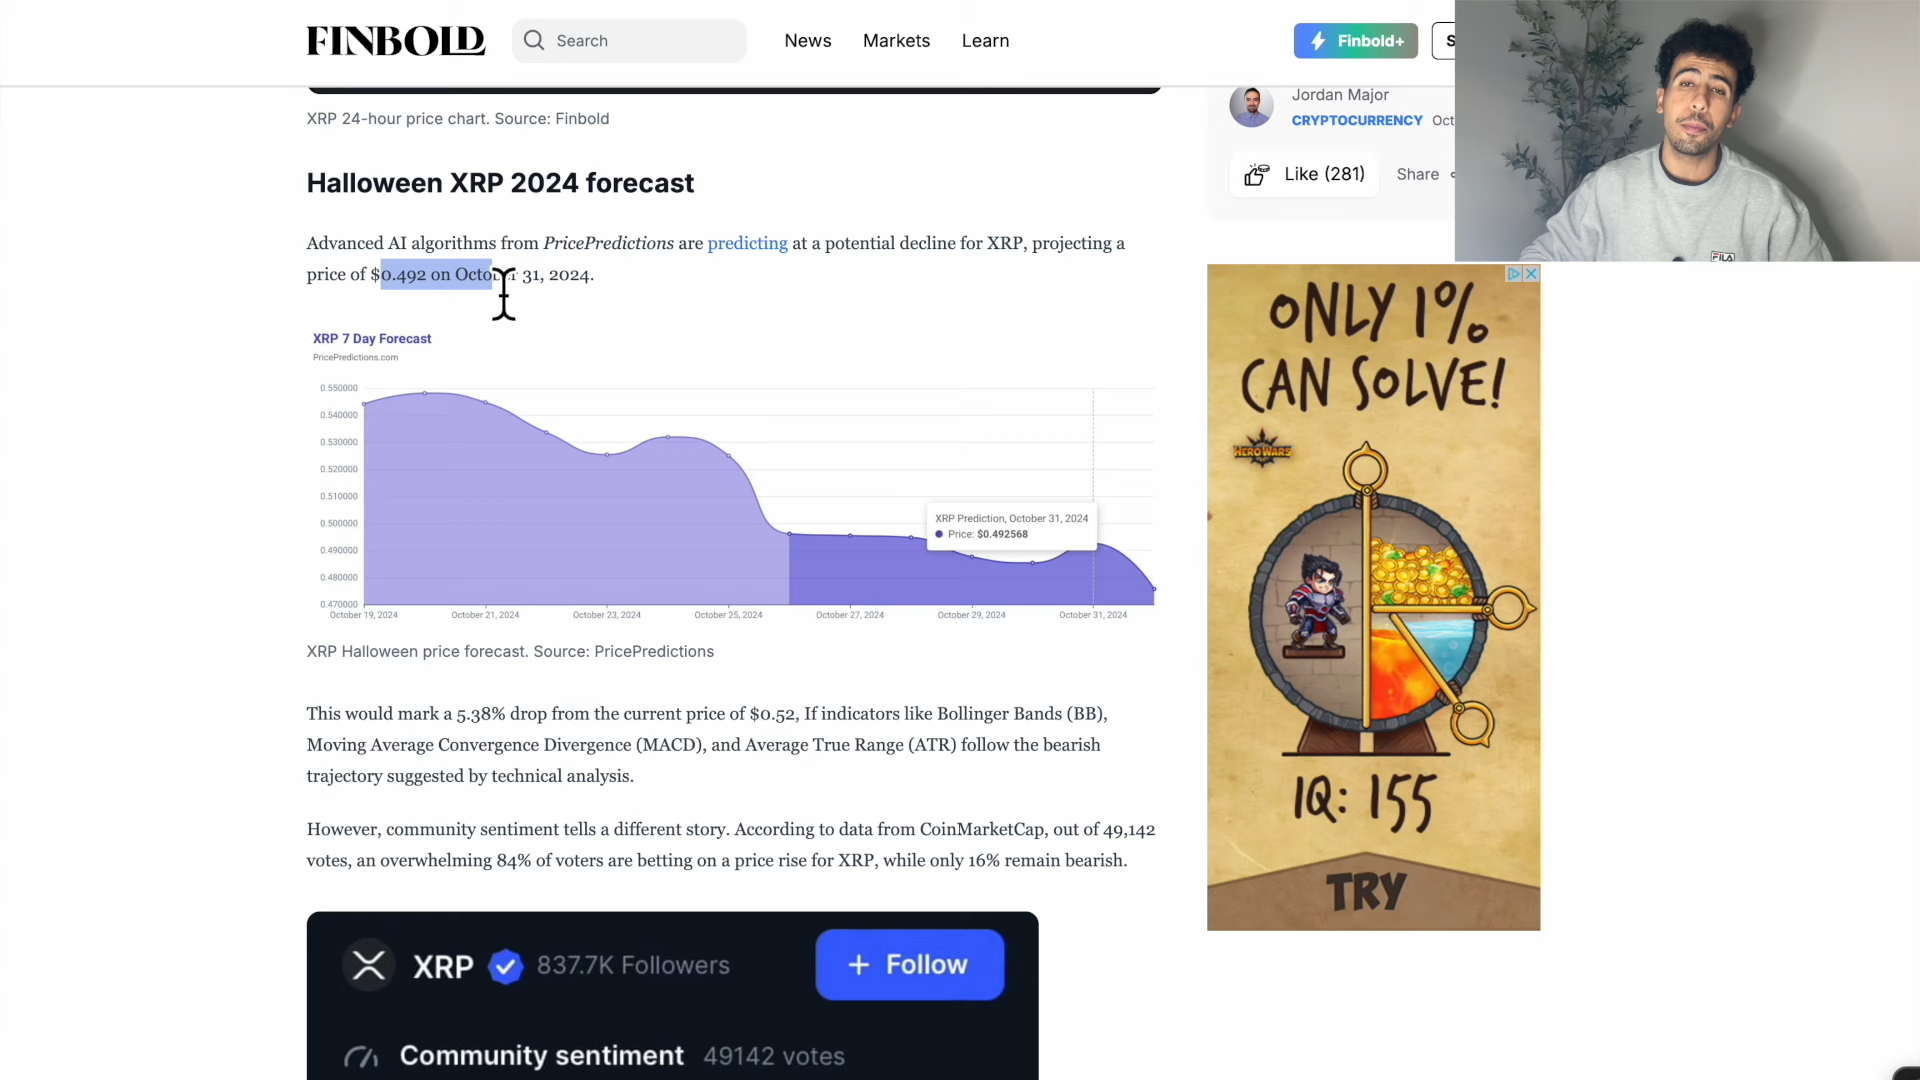 FINBOLD
Search
News
Markets
Learn
Finbold+
S
Jordan Major
CRYPTOCURRENCY Oct
Like (281)
Share
FILA
XRP 24-hour price chart. Source: Finbold
Halloween XRP 2024 forecast
Advanced AI algorithms from PricePredictions are predicting at a potential decline for XRP, projecting a
price of $0.492 on October 31, 2024.
XRP 7 Day Forecast
PricePredictions.com
0.550000
0.540000
0.530000
0.520000
0.510000
0.500000
0.490000
0.480000
0.470000
XRP Prediction, October 31, 2024
Price: $0.492568
October 19, 2024
October 21, 2024
October 23, 2024
October 25, 2024
October 27, 2024
October 29, 2024
October 31, 2024
XRP Halloween price forecast. Source: PricePredictions
This would mark a 5.38% drop from the current price of $0.52, If indicators like Bollinger Bands (BB),
Moving Average Convergence Divergence (MACD), and Average True Range (ATR) follow the bearish
trajectory suggested by technical analysis.
However, community sentiment tells a different story. According to data from CoinMarketCap, out of 49,142
votes, an overwhelming 84% of voters are betting on a price rise for XRP, while only 16% remain bearish.
XRP
837.7K Followers
+ Follow
Community sentiment 49142 votes
ONLY 1%
CAN SOLVE!
HERO WARS
IQ: 155
TRY